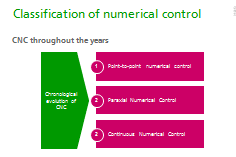 Classification of numerical control
CNC throughout the years
Chronological
evolution of
CNC
1 Point-to-point numerical control
2 Paraxial Numerical Control
2 Continuous Numerical Control